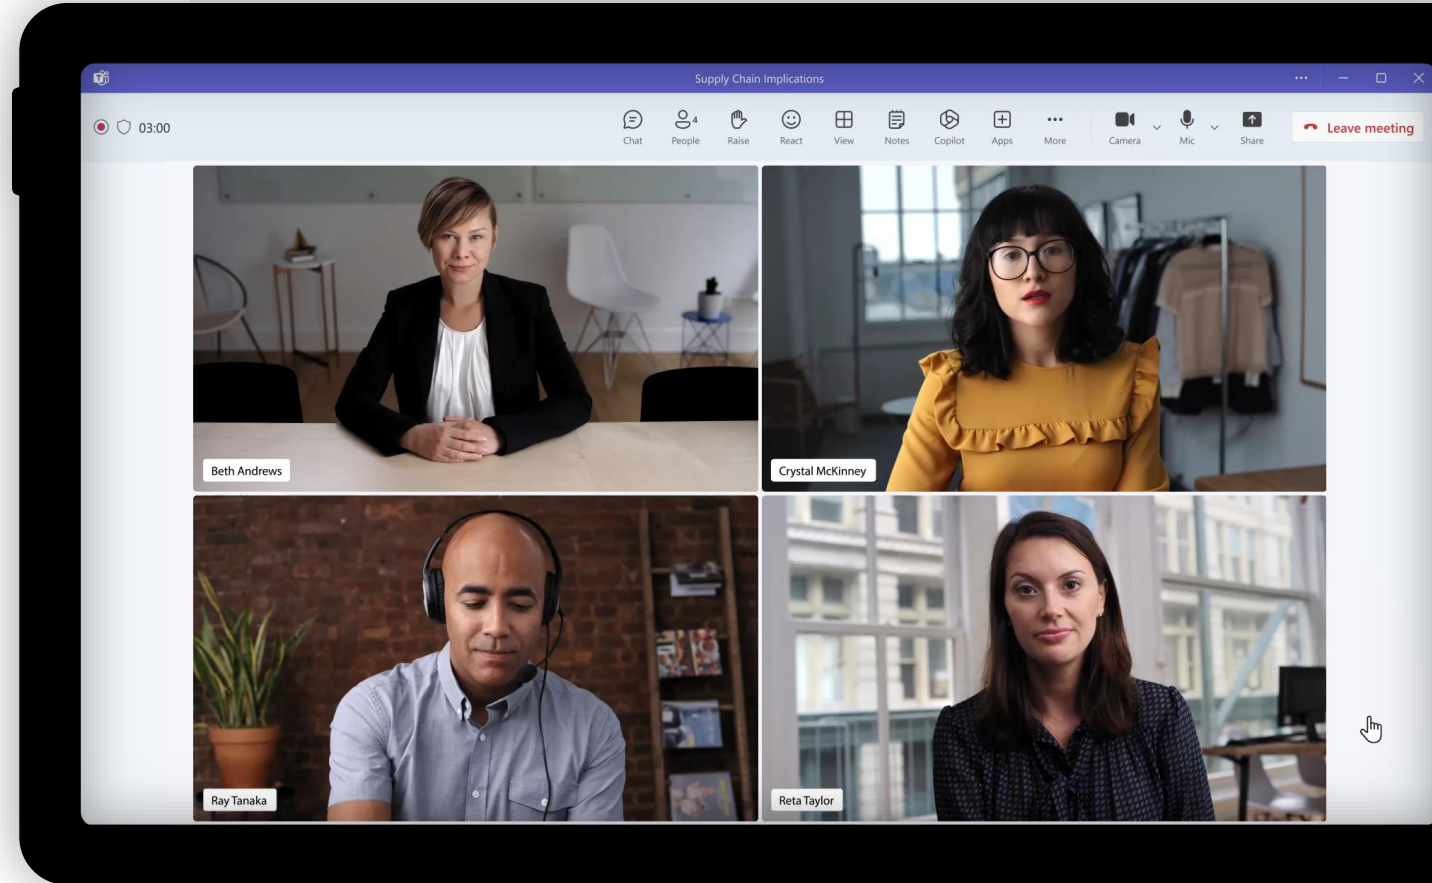 Supply Chain Implications
03:00
Chat
People
4
Raise
React
View
Notes
Copilot
Apps
More
Camera
Mic
Share
Leave meeting
Beth Andrews
Crystal McKinney
Ray Tanaka
Reta Taylor